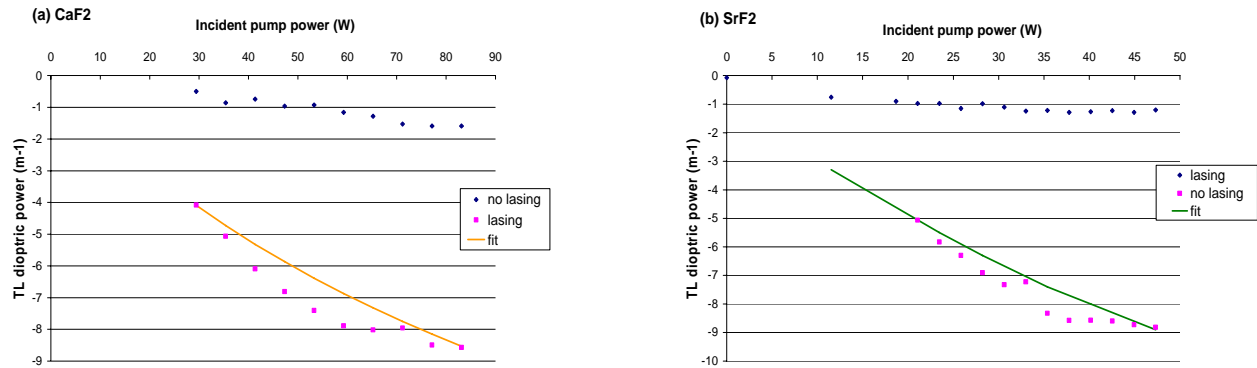 (a) CaF2
Incident pump power (W)
0 10 20 30 40 50 60 70 80 90
0
-1
-2
-3
-4
-5
-6
-7
-8
-9
TL dioptric power (m-1)
no lasing
lasing
fit
(b) SrF2
Incident pump power (W)
0 5 10 15 20 25 30 35 40 45 50
0
-1
-2
-3
-4
-5
-6
-7
-8
-9
-10
TL dioptric power (m-1)
lasing
no lasing
fit